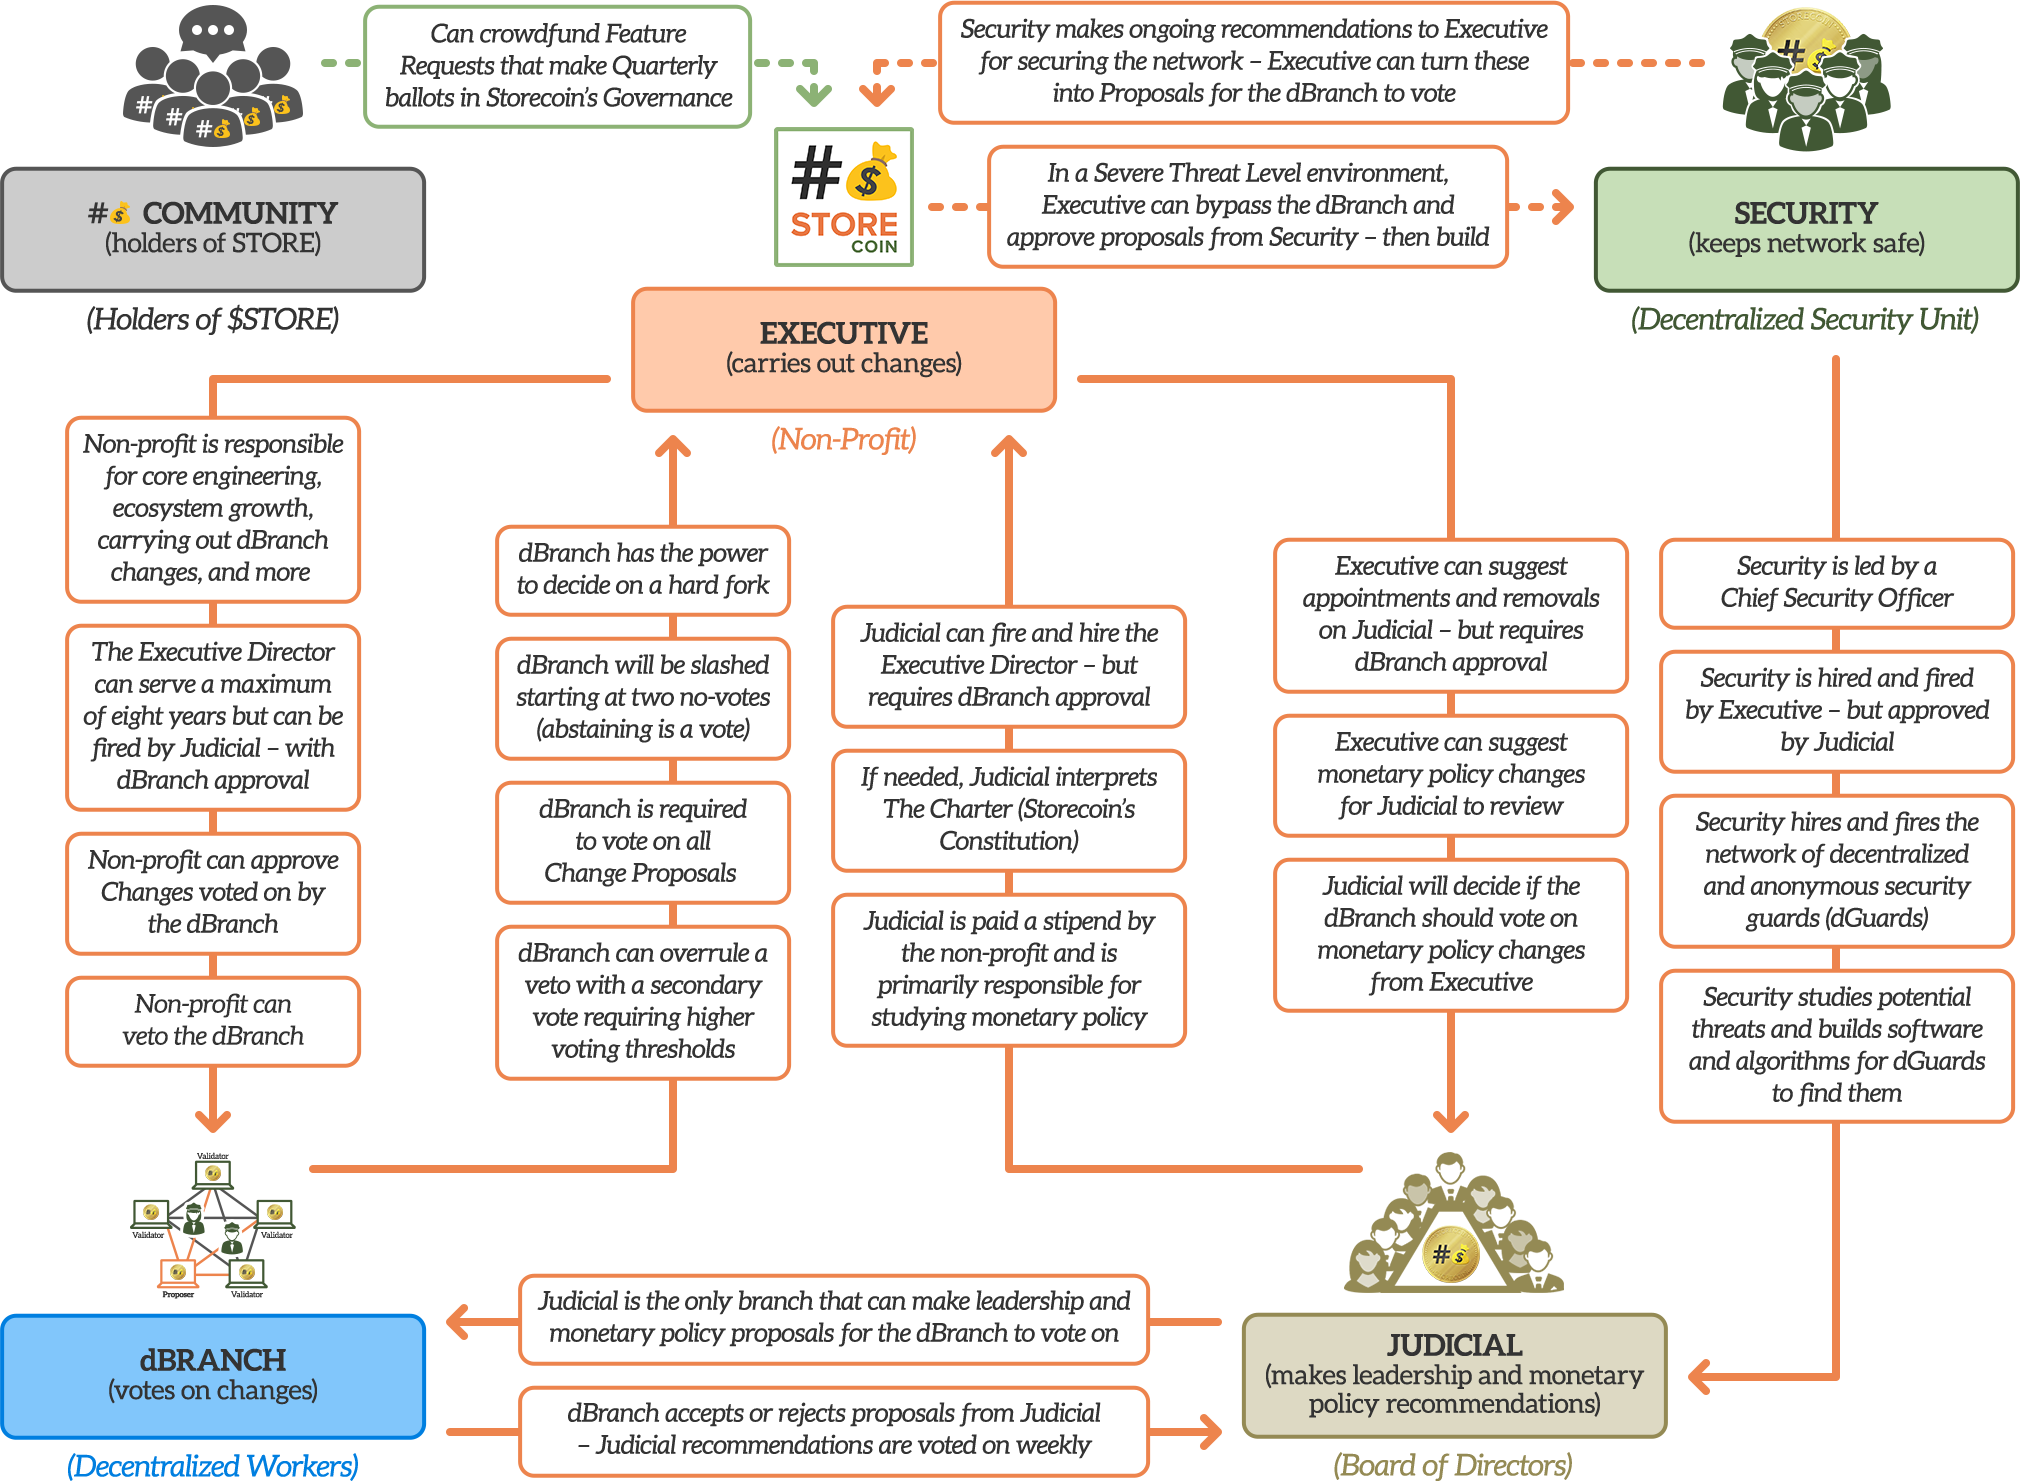 Can crowdfund Feature
Requests that make Quarterly
ballots in Storecoin's Governance
Security makes ongoing recommendations to Executive
for securing the network – Executive can turn these
into Proposals for the dBranch to vote
#
#
#
#
#
#
STORE
COIN
In a Severe Threat Level environment,
Executive can bypass the dBranch and
approve proposals from Security – then build
# COMMUNITY
(holders of STORE)
(Holders of $STORE)
SECURITY
(keeps network safe)
(Decentralized Security Unit)
EXECUTIVE
(carries out changes)
(Non-Profit)
Non-profit is responsible
for core engineering,
ecosystem growth,
carrying out dBranch
changes, and more
The Executive Director
can serve a maximum
of eight years but can be
fired by Judicial – with
dBranch approval
Non-profit can approve
Changes voted on by
the dBranch
Non-profit can
veto the dBranch
dBranch has the power
to decide on a hard fork
dBranch will be slashed
starting at two no-votes
(abstaining is a vote)
dBranch is required
to vote on all
Change Proposals
dBranch can overrule a
veto with a secondary
vote requiring higher
voting thresholds
Judicial can fire and hire the
Executive Director – but
requires dBranch approval
If needed, Judicial interprets
The Charter (Storecoin's
Constitution)
Judicial is paid a stipend by
the non-profit and is
primarily responsible for
studying monetary policy
Executive can suggest
appointments and removals
on Judicial – but requires
dBranch approval
Executive can suggest
monetary policy changes
for Judicial to review
Judicial will decide if the
dBranch should vote on
monetary policy changes
from Executive
Security is led by a
Chief Security Officer
Security is hired and fired
by Executive – but approved
by Judicial
Security hires and fires the
network of decentralized
and anonymous security
guards (dGuards)
Security studies potential
threats and builds software
and algorithms for dGuards
to find them
Validator
Validator
Validator
Proposer
Validator
#
dBRANCH
(votes on changes)
(Decentralized Workers)
Judicial is the only branch that can make leadership and
monetary policy proposals for the dBranch to vote on
dBranch accepts or rejects proposals from Judicial
– Judicial recommendations are voted on weekly
JUDICIAL
(makes leadership and monetary
policy recommendations)
(Board of Directors)